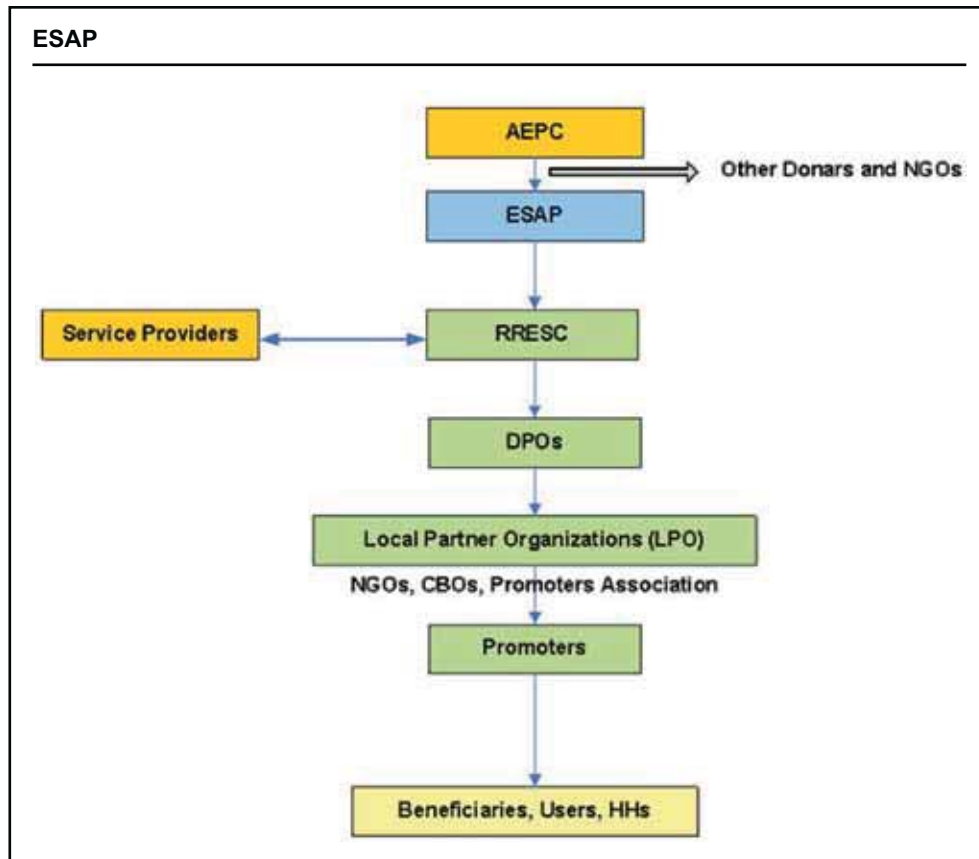 ESAP
AEPC
Other Donars and NGOs
ESAP
Service Providers
RRESC
DPOs
Local Partner Organizations (LPO)
NGOs, CBOs, Promoters Association
Promoters
Beneficiaries, Users, HHs